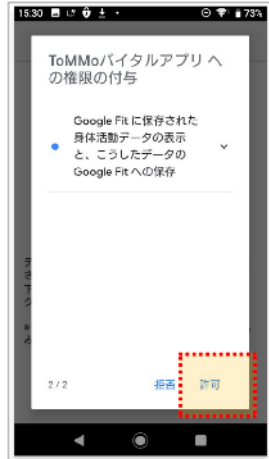 15:30
73%
ToMMoバイタルアプリ へ
の権限の付与
Google Fit に保存された
身体活動データの表示
と、こうしたデータの
Google Fit への保存
2 / 2
拒否
許可